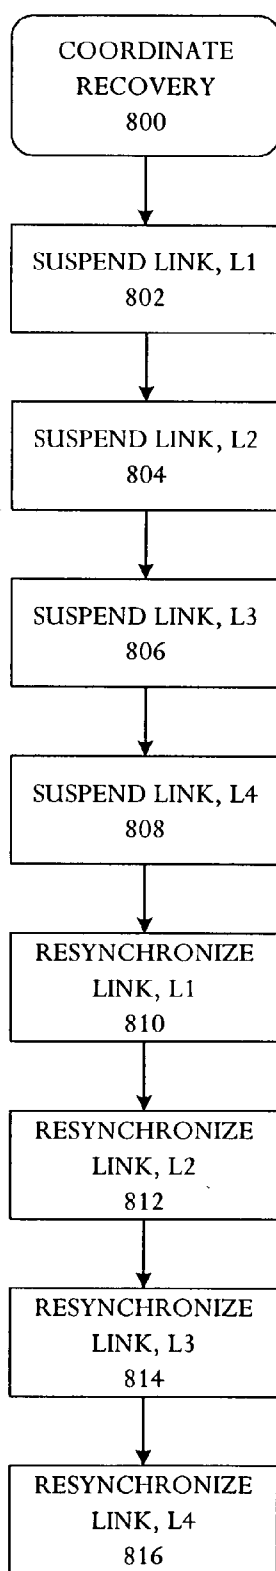 COORDINATE
RECOVERY
800
SUSPEND LINK, L1
802
SUSPEND LINK, L2
804
SUSPEND LINK, L3
806
SUSPEND LINK, L4
808
RESYNCHRONIZE
LINK, L1
810
RESYNCHRONIZE
LINK, L2
812
RESYNCHRONIZE
LINK, L3
814
RESYNCHRONIZE
LINK, L4
816